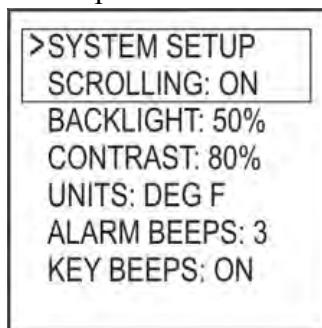 >SYSTEM SETUP
SCROLLING: ON
BACKLIGHT: 50%
CONTRAST: 80%
UNITS: DEG F
ALARM BEEPS: 3
KEY BEEPS: ON